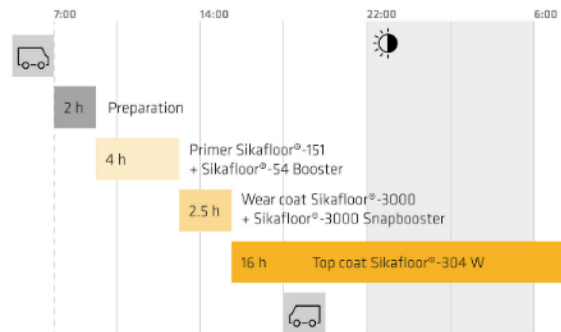 7:00 14:00 22:00 6:00
2 h Preparation
4 h
Primer Sikafloor®-151
+ Sikafloor®-54 Booster
2.5 h
Wear coat Sikafloor®-3000
+ Sikafloor®-3000 Snapbooster
16 h Top coat Sikafloor®-304 W